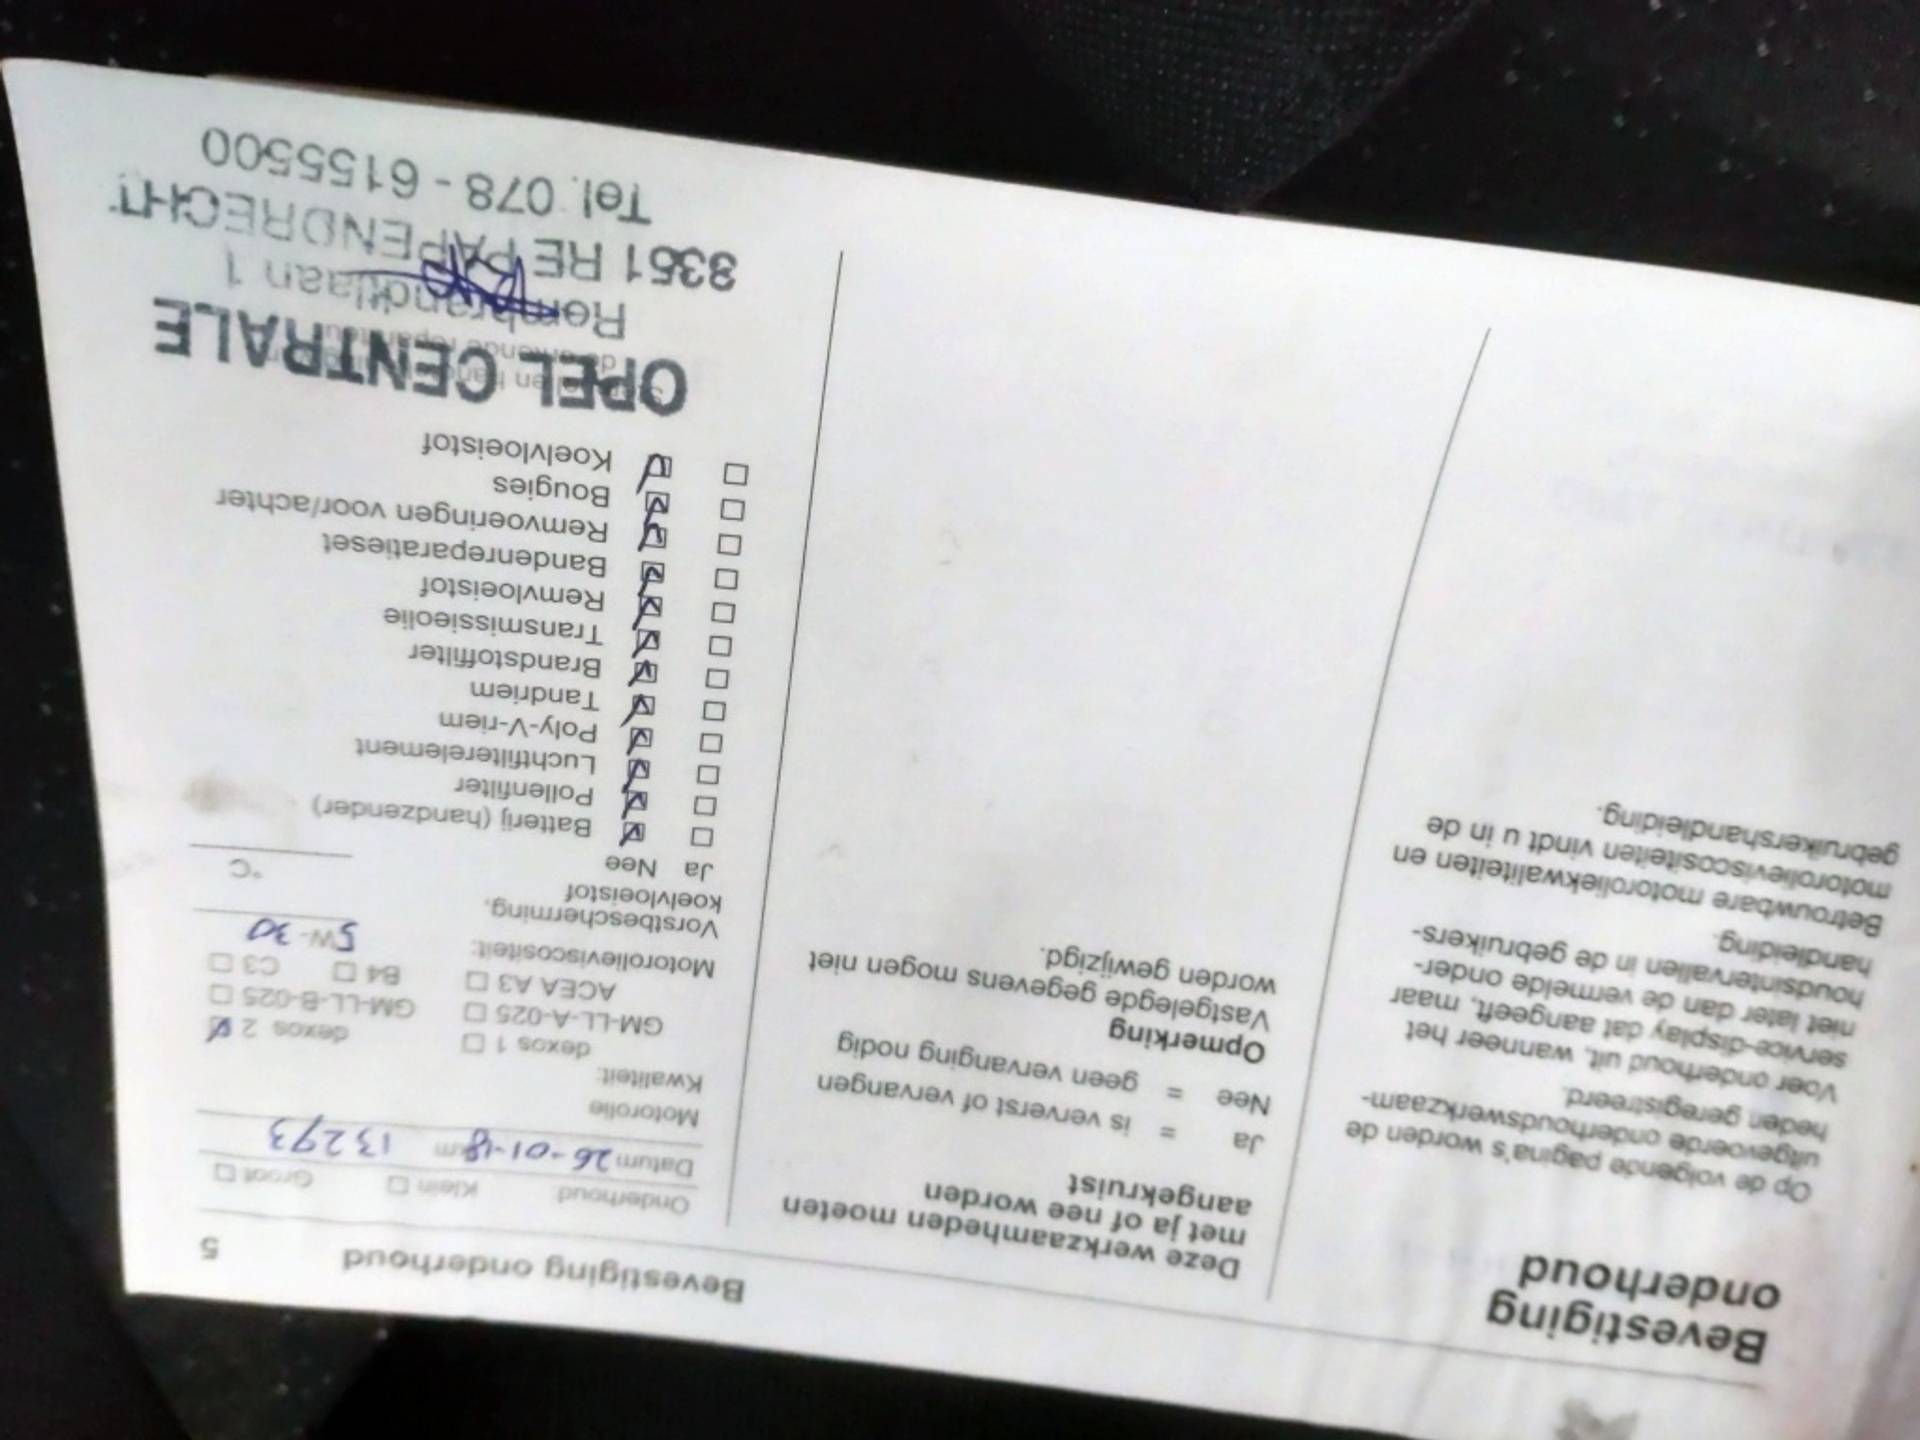 Bevestiging onderhoud 5
Bevestiging
onderhoud
Op de volgende pagina's worden de
uitgevoerde onderhoudswerkzaam-
heden geregistreerd.
Voer onderhoud uit, wanneer het
service-display dat aangeeft, maar
niet later dan de vermelde onder-
houdsintervallen in de gebruikers-
handleiding.
Betrouwbare motoroliekwaliteiten en
motorolieviscositeiten vindt u in de
gebruikershandleiding.
Deze werkzaamheden moeten
met ja of nee worden
aangekruist
Ja = is ververst of vervangen
Nee = geen vervanging nodig
Opmerking
Vastgelegde gegevens mogen niet
worden gewijzigd.
Onderhoud Klein ☐ Groot ☐
Datum 26-01-18 km 13293
Motorolie
Kwaliteit:
dexos 1 ☐ dexos 2 ☑
GM-LL-A-025 ☐ GM-LL-B-025 ☐
ACEA A3 ☐ B4 ☐ C3 ☐
Motorolieviscositeit: 5W-30
Vorstbescherming,
koelvloeistof °C
Ja Nee
☐ ☑ Batterij (handzender)
☐ ☑ Pollenfilter
☐ ☑ Luchtfilterelement
☐ ☑ Poly-V-riem
☐ ☑ Tandriem
☐ ☑ Brandstoffilter
☐ ☑ Transmissieolie
☐ ☑ Remvloeistof
☐ ☑ Bandenreparatieset
☐ ☑ Remvoeringen voor/achter
☐ ☑ Bougies
☐ ☑ Koelvloeistof
OPEL CENTRALE
Rembrandtlaan 1
3351 RE PAPENDRECHT
Tel. 078 - 6155500